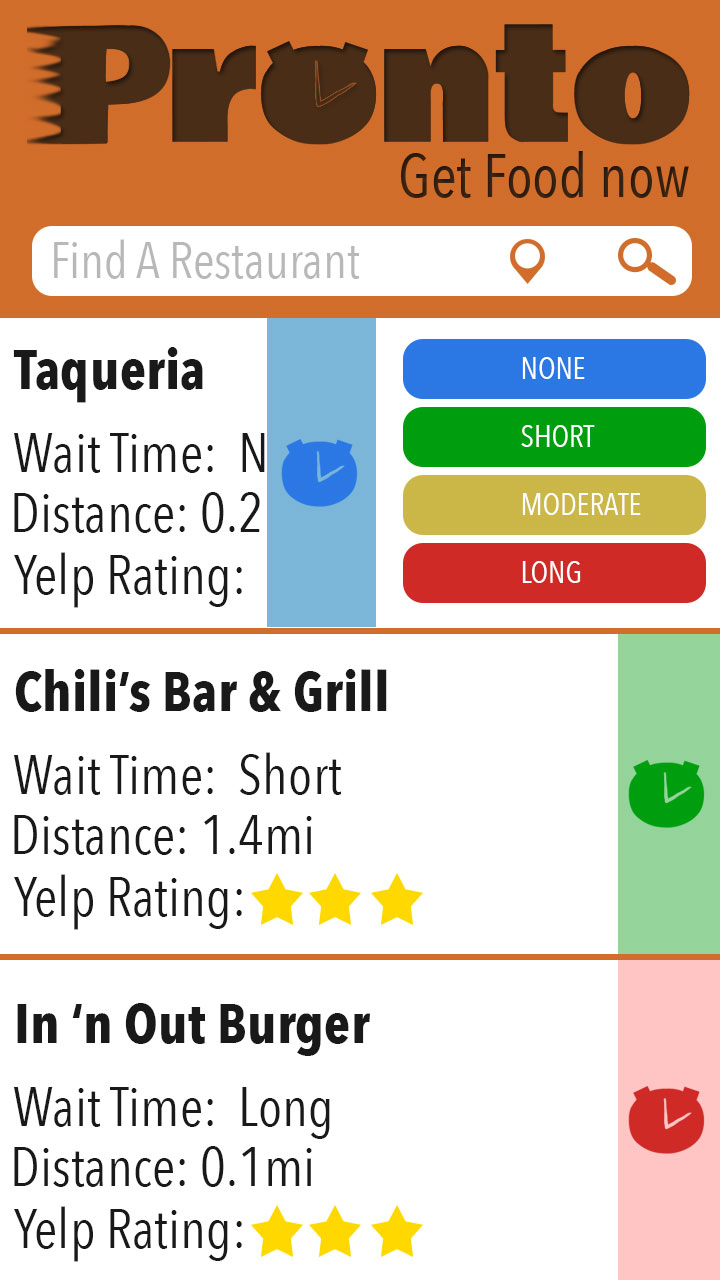 Pronto
Get Food now
Find A Restaurant
Taqueria
Wait Time: N
Distance: 0.2
Yelp Rating:
NONE
SHORT
MODERATE
LONG
Chili’s Bar & Grill
Wait Time: Short
Distance: 1.4mi
Yelp Rating:
In ‘n Out Burger
Wait Time: Long
Distance: 0.1mi
Yelp Rating: